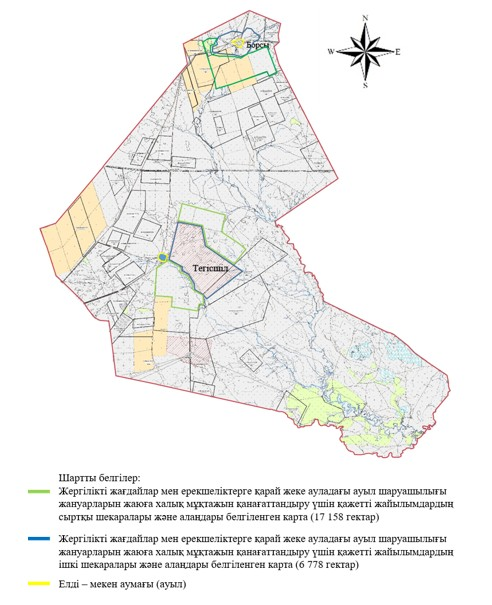 N
W
E
S
Борсы
Тегісшіл
Шартты белгілер:
Жергілікті жағдайлар мен ерекшеліктерге қарай жеке ауладағы ауыл шаруашылығы
жануарларын жаюға халық мұқтажын қанағаттандыру үшін қажетті жайылымдардың
сыртқы шекаралары және алаңдары белгіленген карта (17 158 гектар)
Жергілікті жағдайлар мен ерекшеліктерге қарай жеке ауладағы ауыл шаруашылығы
жануарларын жаюға халық мұқтажын қанағаттандыру үшін қажетті жайылымдардың
ішкі шекаралары және алаңдары белгіленген карта (6 778 гектар)
Елді – мекен аумағы (ауыл)